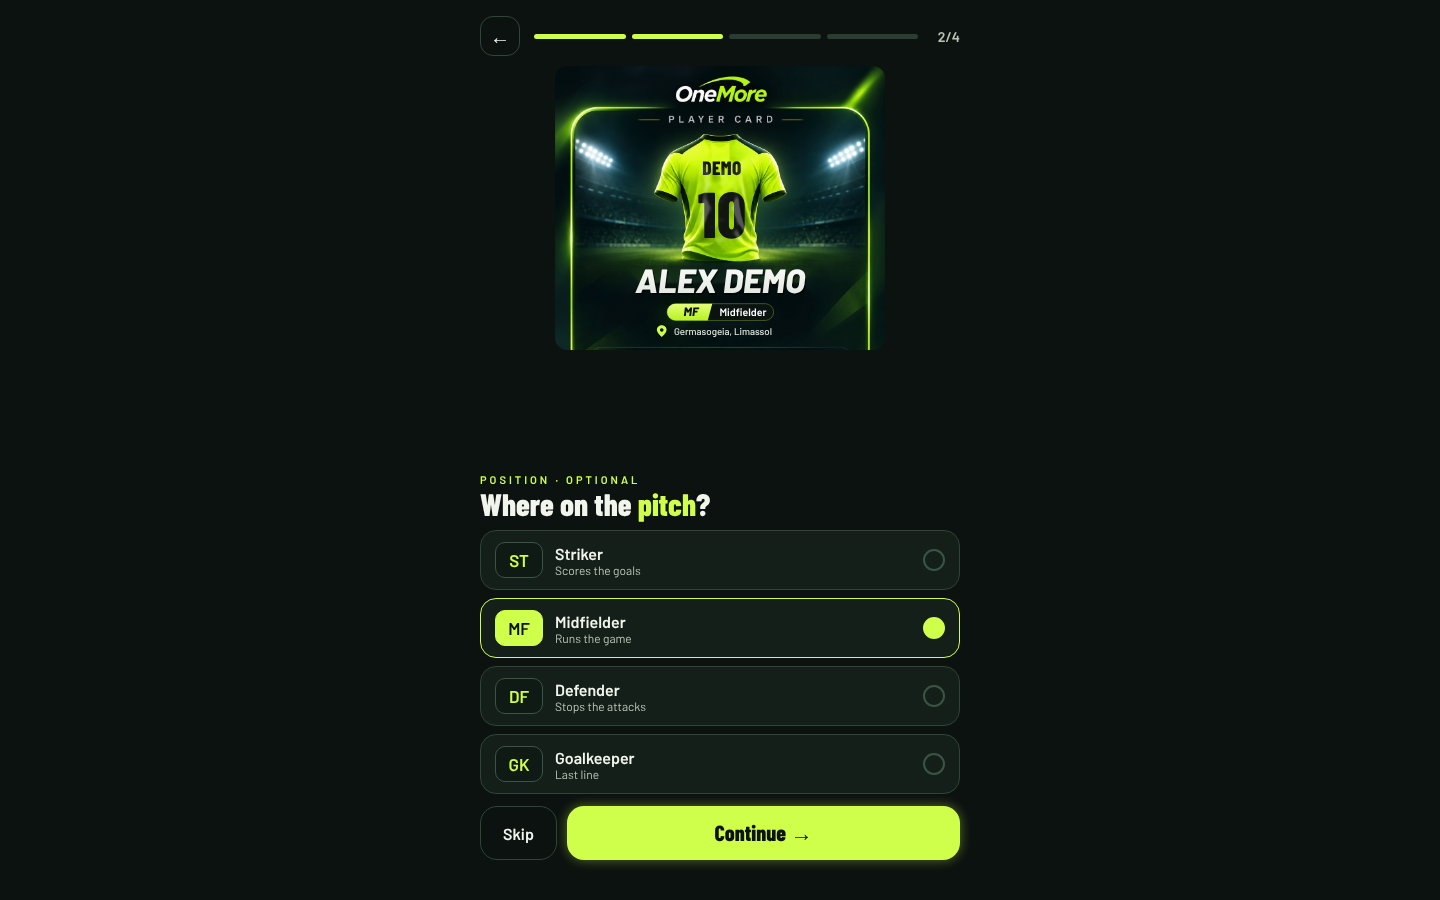 ←
2/4
OneMore
PLAYER CARD
DEMO
10
ALEX DEMO
MF Midfielder
Germasogeia, Limassol
POSITION · OPTIONAL
Where on the pitch?
ST
Striker
Scores the goals
MF
Midfielder
Runs the game
DF
Defender
Stops the attacks
GK
Goalkeeper
Last line
Skip
Continue →